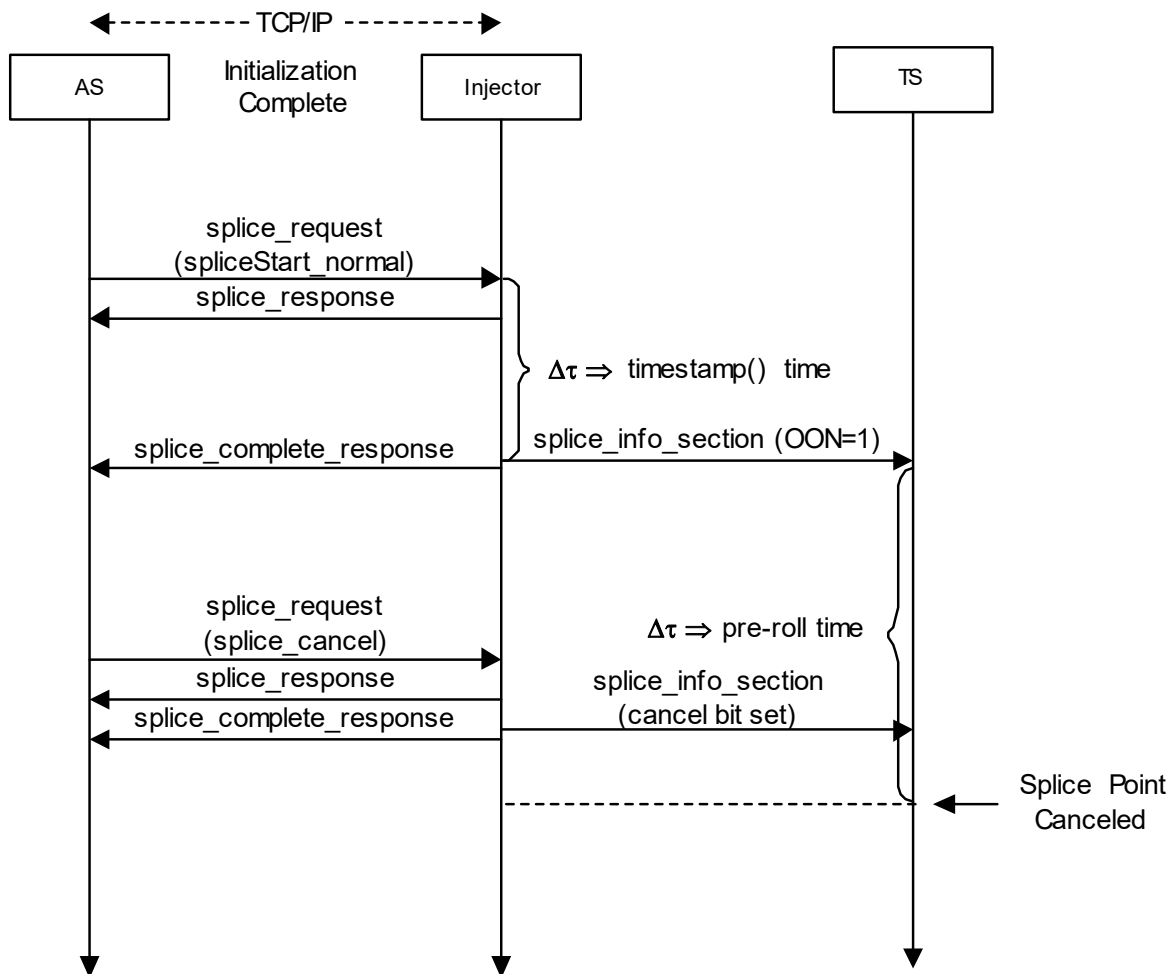 TCP/IP
AS
Initialization
Complete
Injector
TS
splice_request
(spliceStart_normal)
splice_response
Δτ ⇒ timestamp() time
splice_complete_response
splice_info_section (OON=1)
splice_request
(splice_cancel)
Δτ ⇒ pre-roll time
splice_response
splice_info_section
(cancel bit set)
splice_complete_response
Splice Point
Canceled